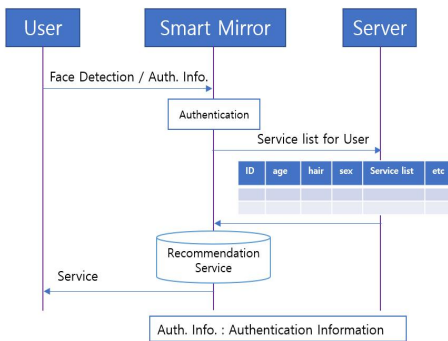 User
Smart Mirror
Server
Face Detection / Auth. Info.
Authentication
Service list for User
ID age hair sex Service list etc
Recommendation
Service
Service
Auth. Info. : Authentication Information